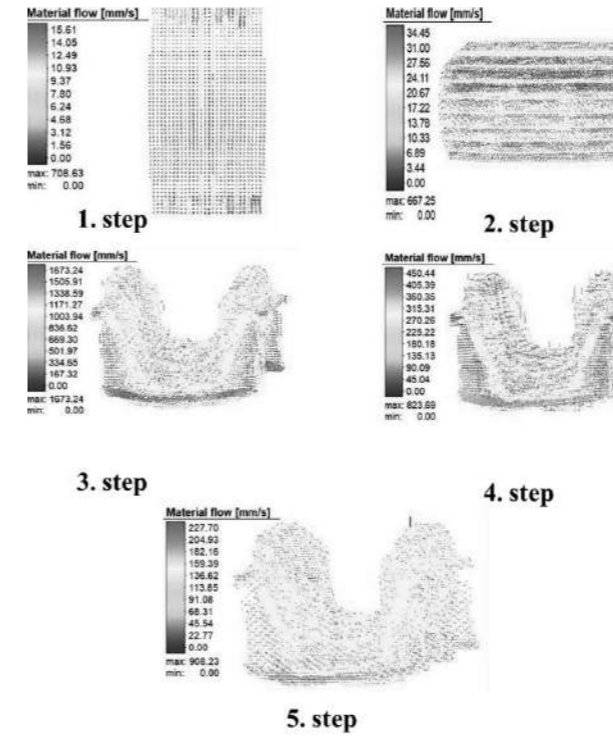 Material flow [mm/s]
15.61
14.05
12.49
10.93
9.37
7.80
6.24
4.68
3.12
1.56
0.00
max: 708.63
min: 0.00
1. step
Material flow [mm/s]
34.45
31.00
27.56
24.11
20.67
17.22
13.78
10.33
6.89
3.44
0.00
max: 667.25
min: 0.00
2. step
Material flow [mm/s]
1673.24
1505.91
1338.59
1171.27
1003.94
836.62
669.30
501.97
334.65
167.32
0.00
max: 1673.24
min: 0.00
3. step
Material flow [mm/s]
450.44
405.39
360.35
315.31
270.26
225.22
180.18
135.13
90.09
45.04
0.00
max: 823.69
min: 0.00
4. step
Material flow [mm/s]
227.70
204.93
182.16
159.39
136.62
113.85
91.08
68.31
45.54
22.77
0.00
max: 908.23
min: 0.00
5. step